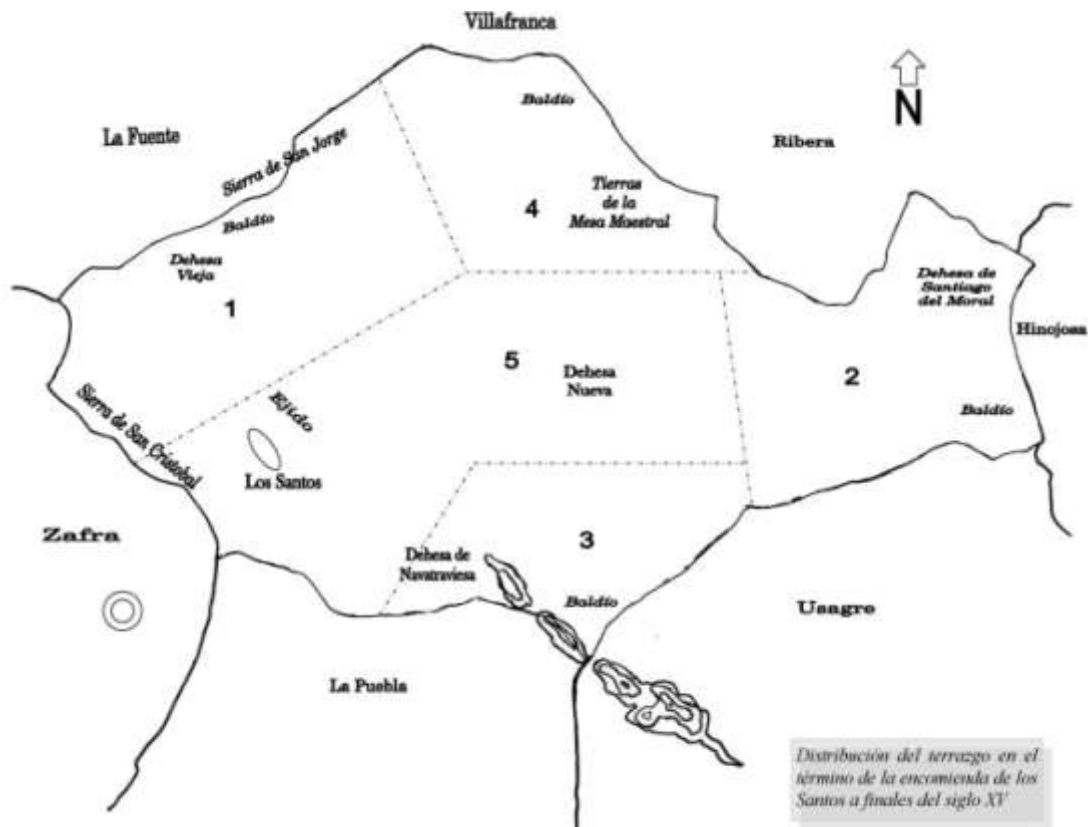 Villafranca
Baldío
N
La Fuente
Ribera
Sierra de San Jorge
Tierras
de la
Mesa Maestral
4
Baldío
Dehesa
Vieja
1
Dehesa de
Santiago
del Moral
Hinojosa
5
Dehesa
Nueva
2
Baldío
Ejido
Sierra de San Cristobal
Los Santos
Zafra
3
Dehesa de
Navatraviesa
Baldío
Usagre
La Puebla
Distribución del terrazgo en el
término de la encomienda de los
Santos a finales del siglo XV